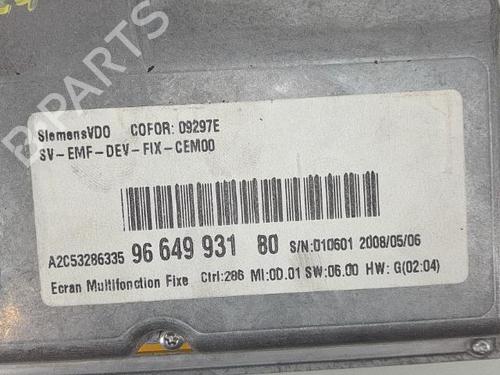 B PARTS
SiemensVDO COFOR: 09297E
SV-EMF-DEV-FIX-CEM00
A2C53286335 96 649 931 80 S/N:010601 2008/05/06
Ecran Multifonction Fixe Ctrl:286 MI:00.01 SW:06.00 HW: G(02:04)